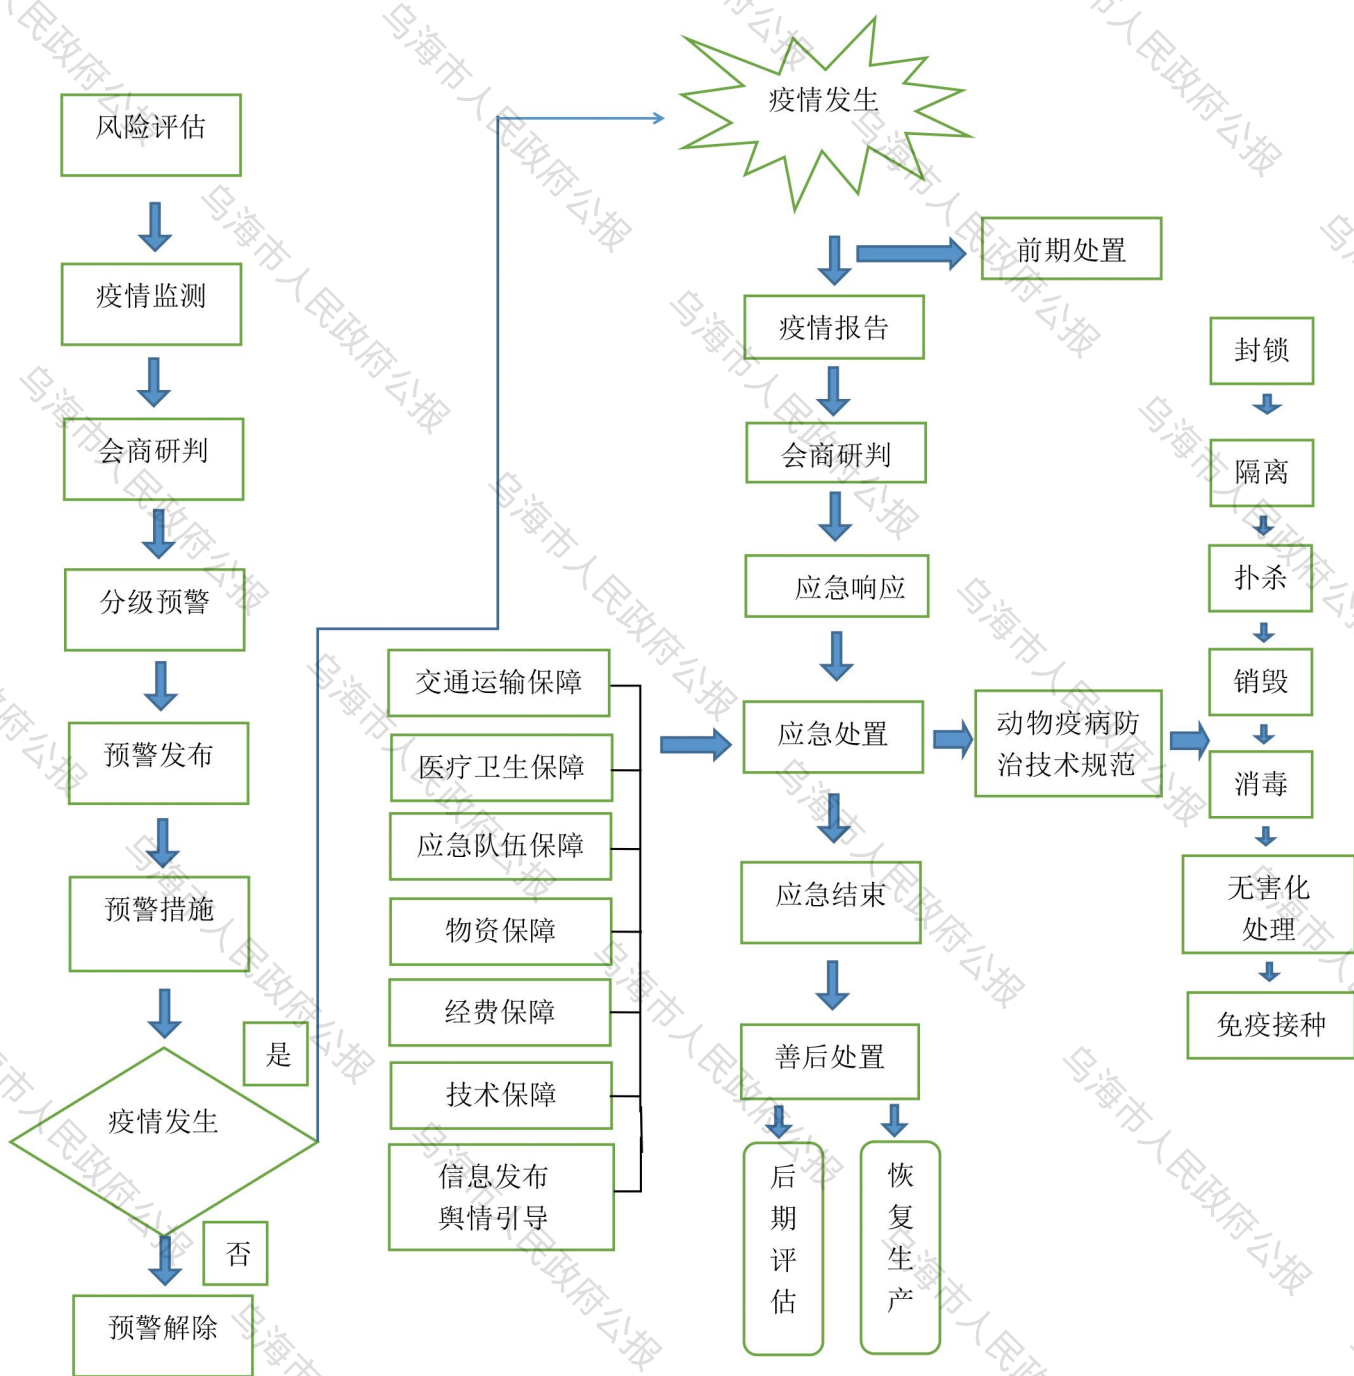 风险评估
疫情监测
会商研判
分级预警
预警发布
预警措施
疫情发生
是
否
预警解除
疫情发生
前期处置
疫情报告
会商研判
应急响应
应急处置
应急结束
善后处置
后期评估
恢复生产
交通运输保障
医疗卫生保障
应急队伍保障
物资保障
经费保障
技术保障
信息发布
舆情引导
动物疫病防
治技术规范
封锁
隔离
扑杀
销毁
消毒
无害化
处理
免疫接种
乌海市人民政府公报